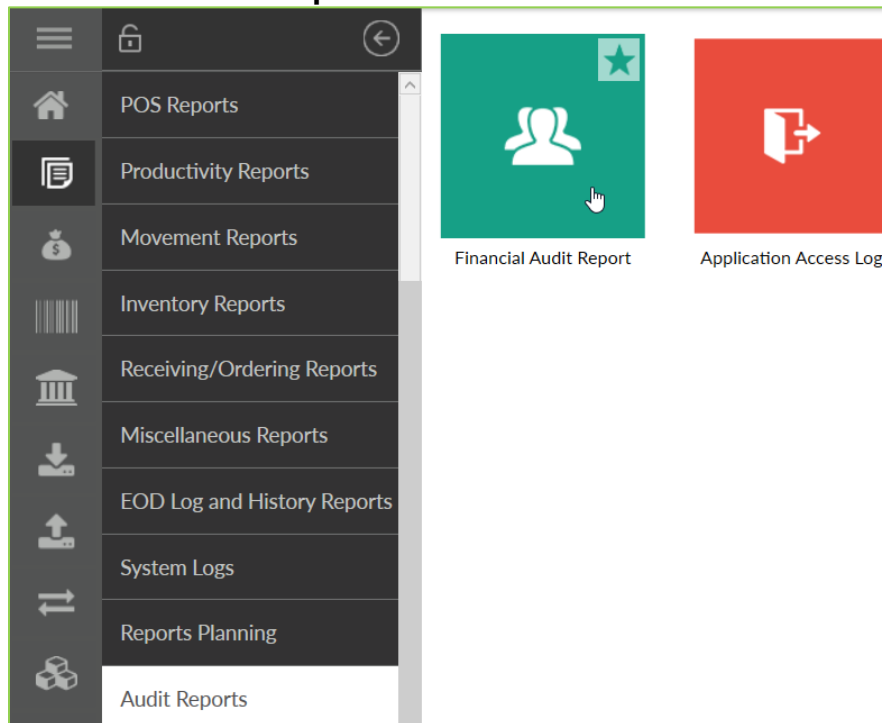 POS Reports
Productivity Reports
Movement Reports
Inventory Reports
Receiving/Ordering Reports
Miscellaneous Reports
EOD Log and History Reports
System Logs
Reports Planning
Audit Reports
Financial Audit Report
Application Access Log